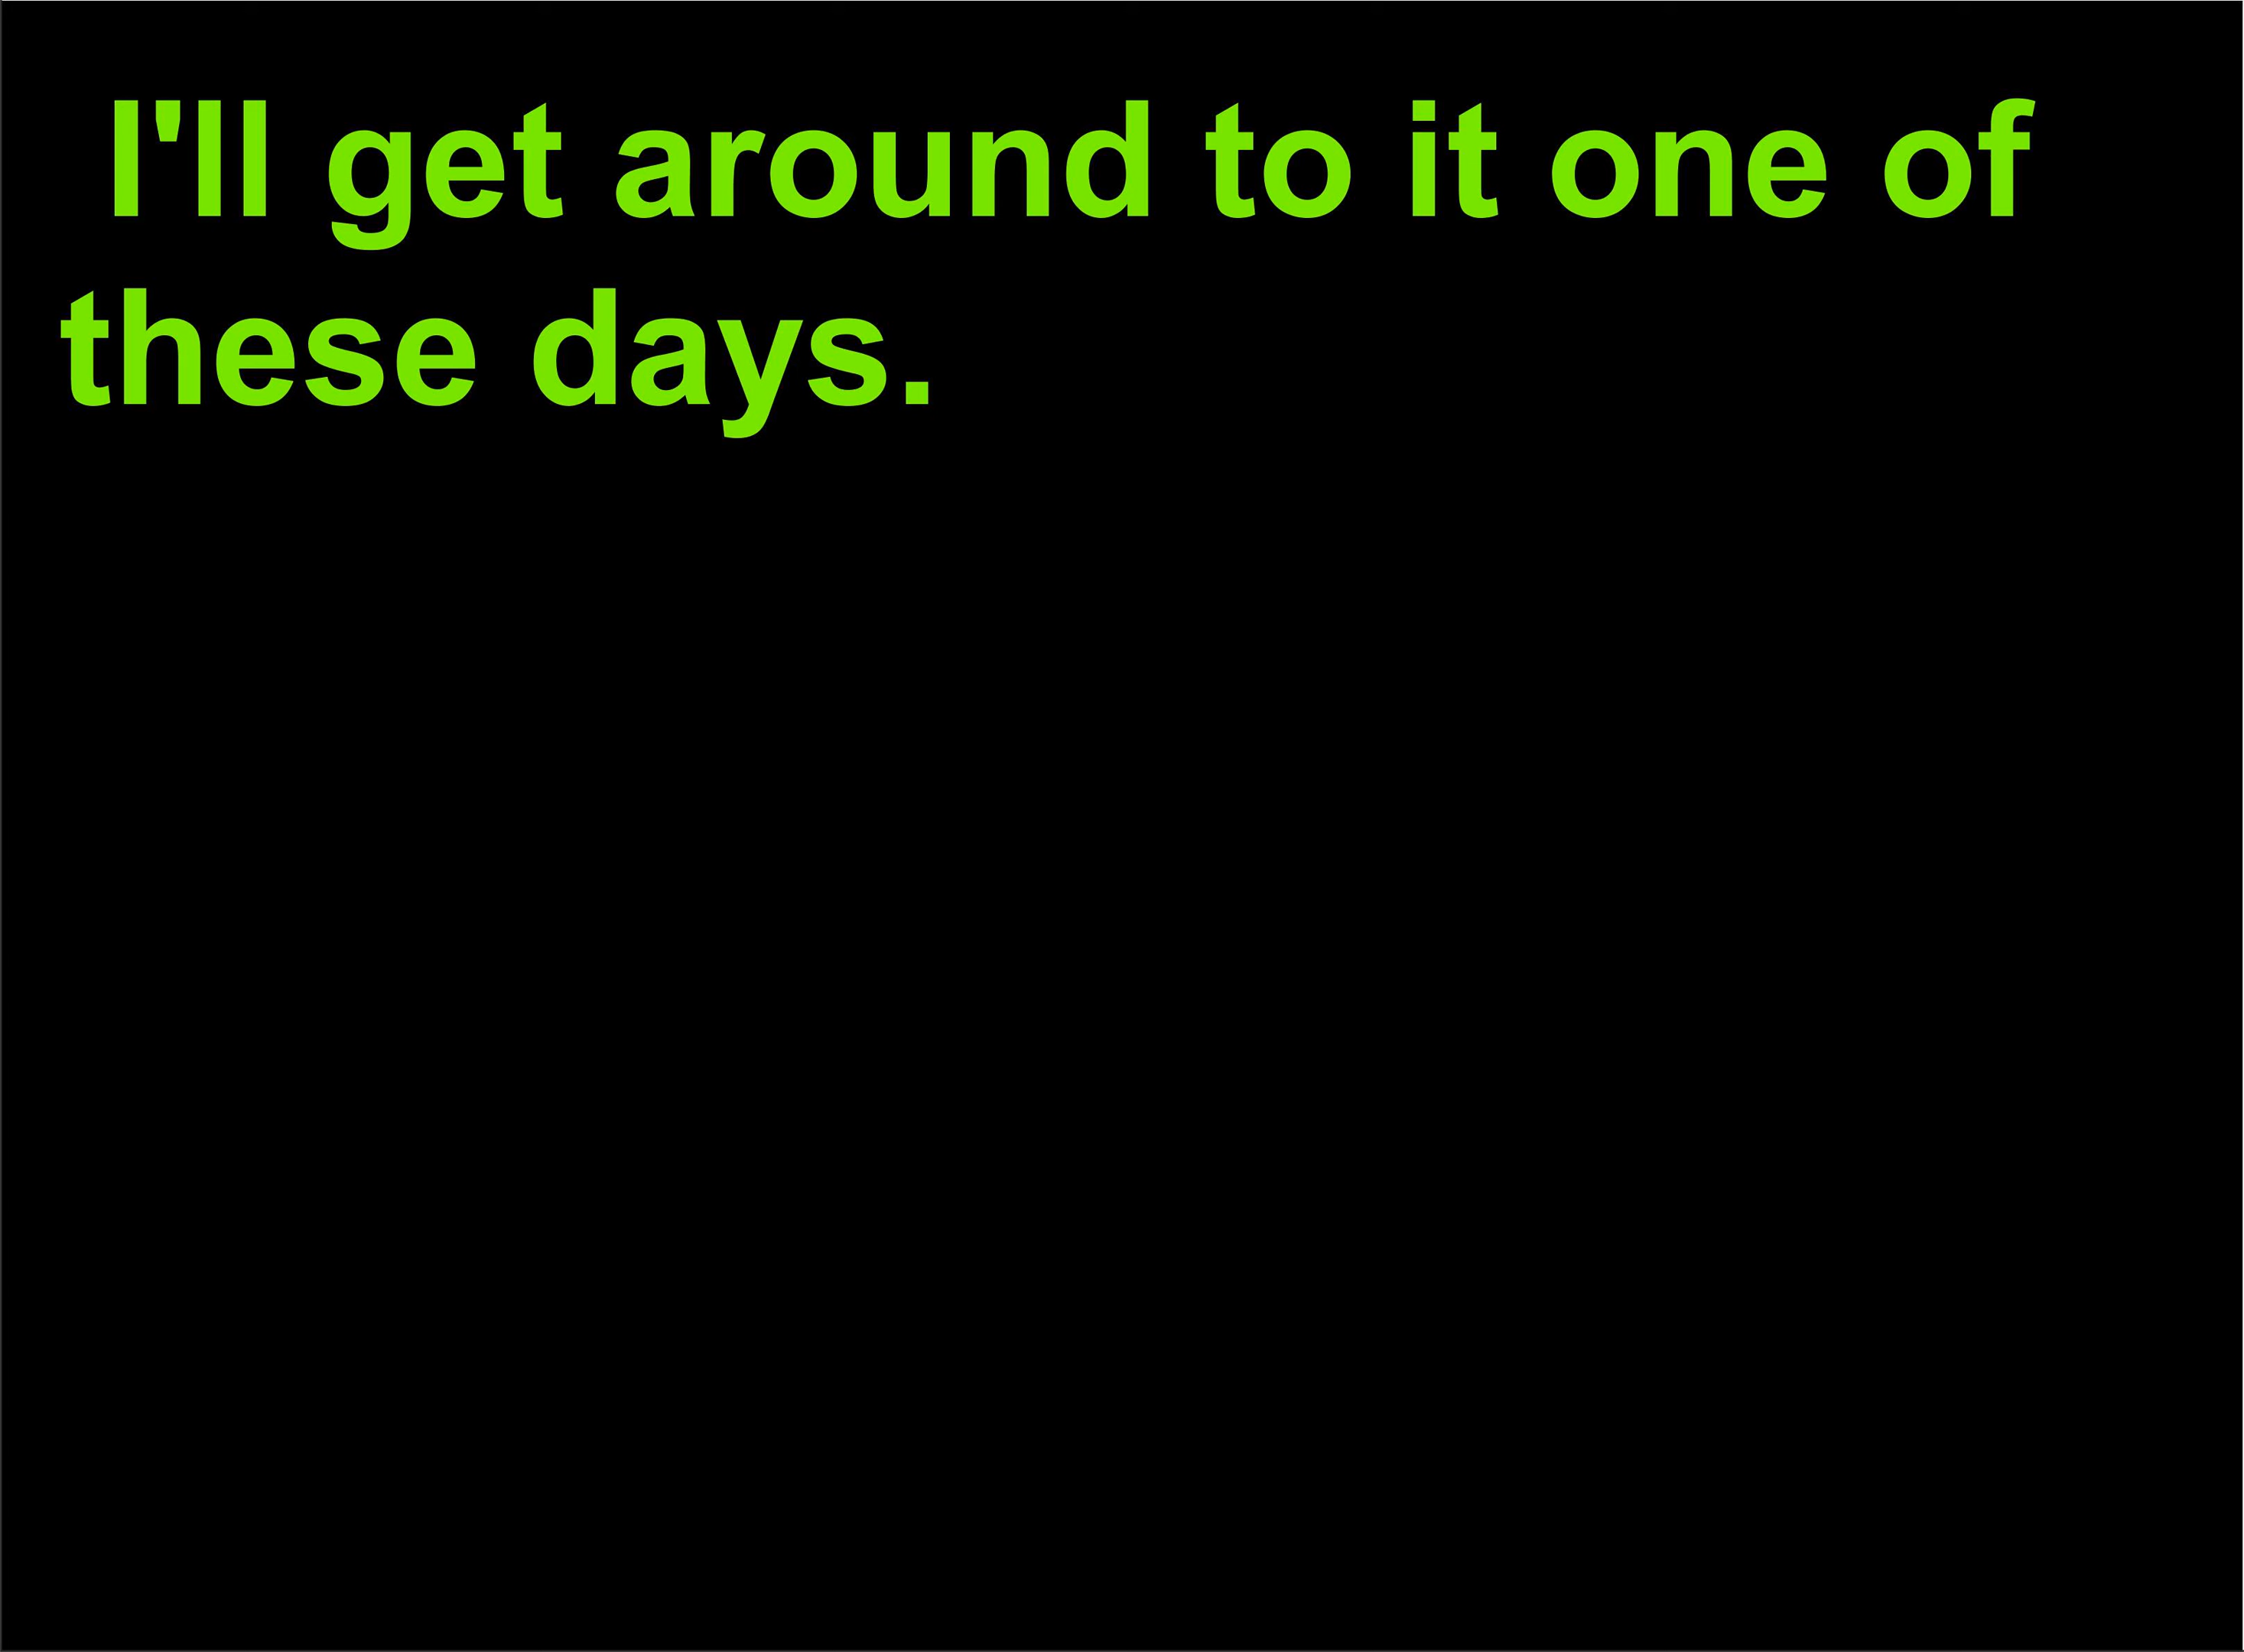 I'll get around to it one of
these days.